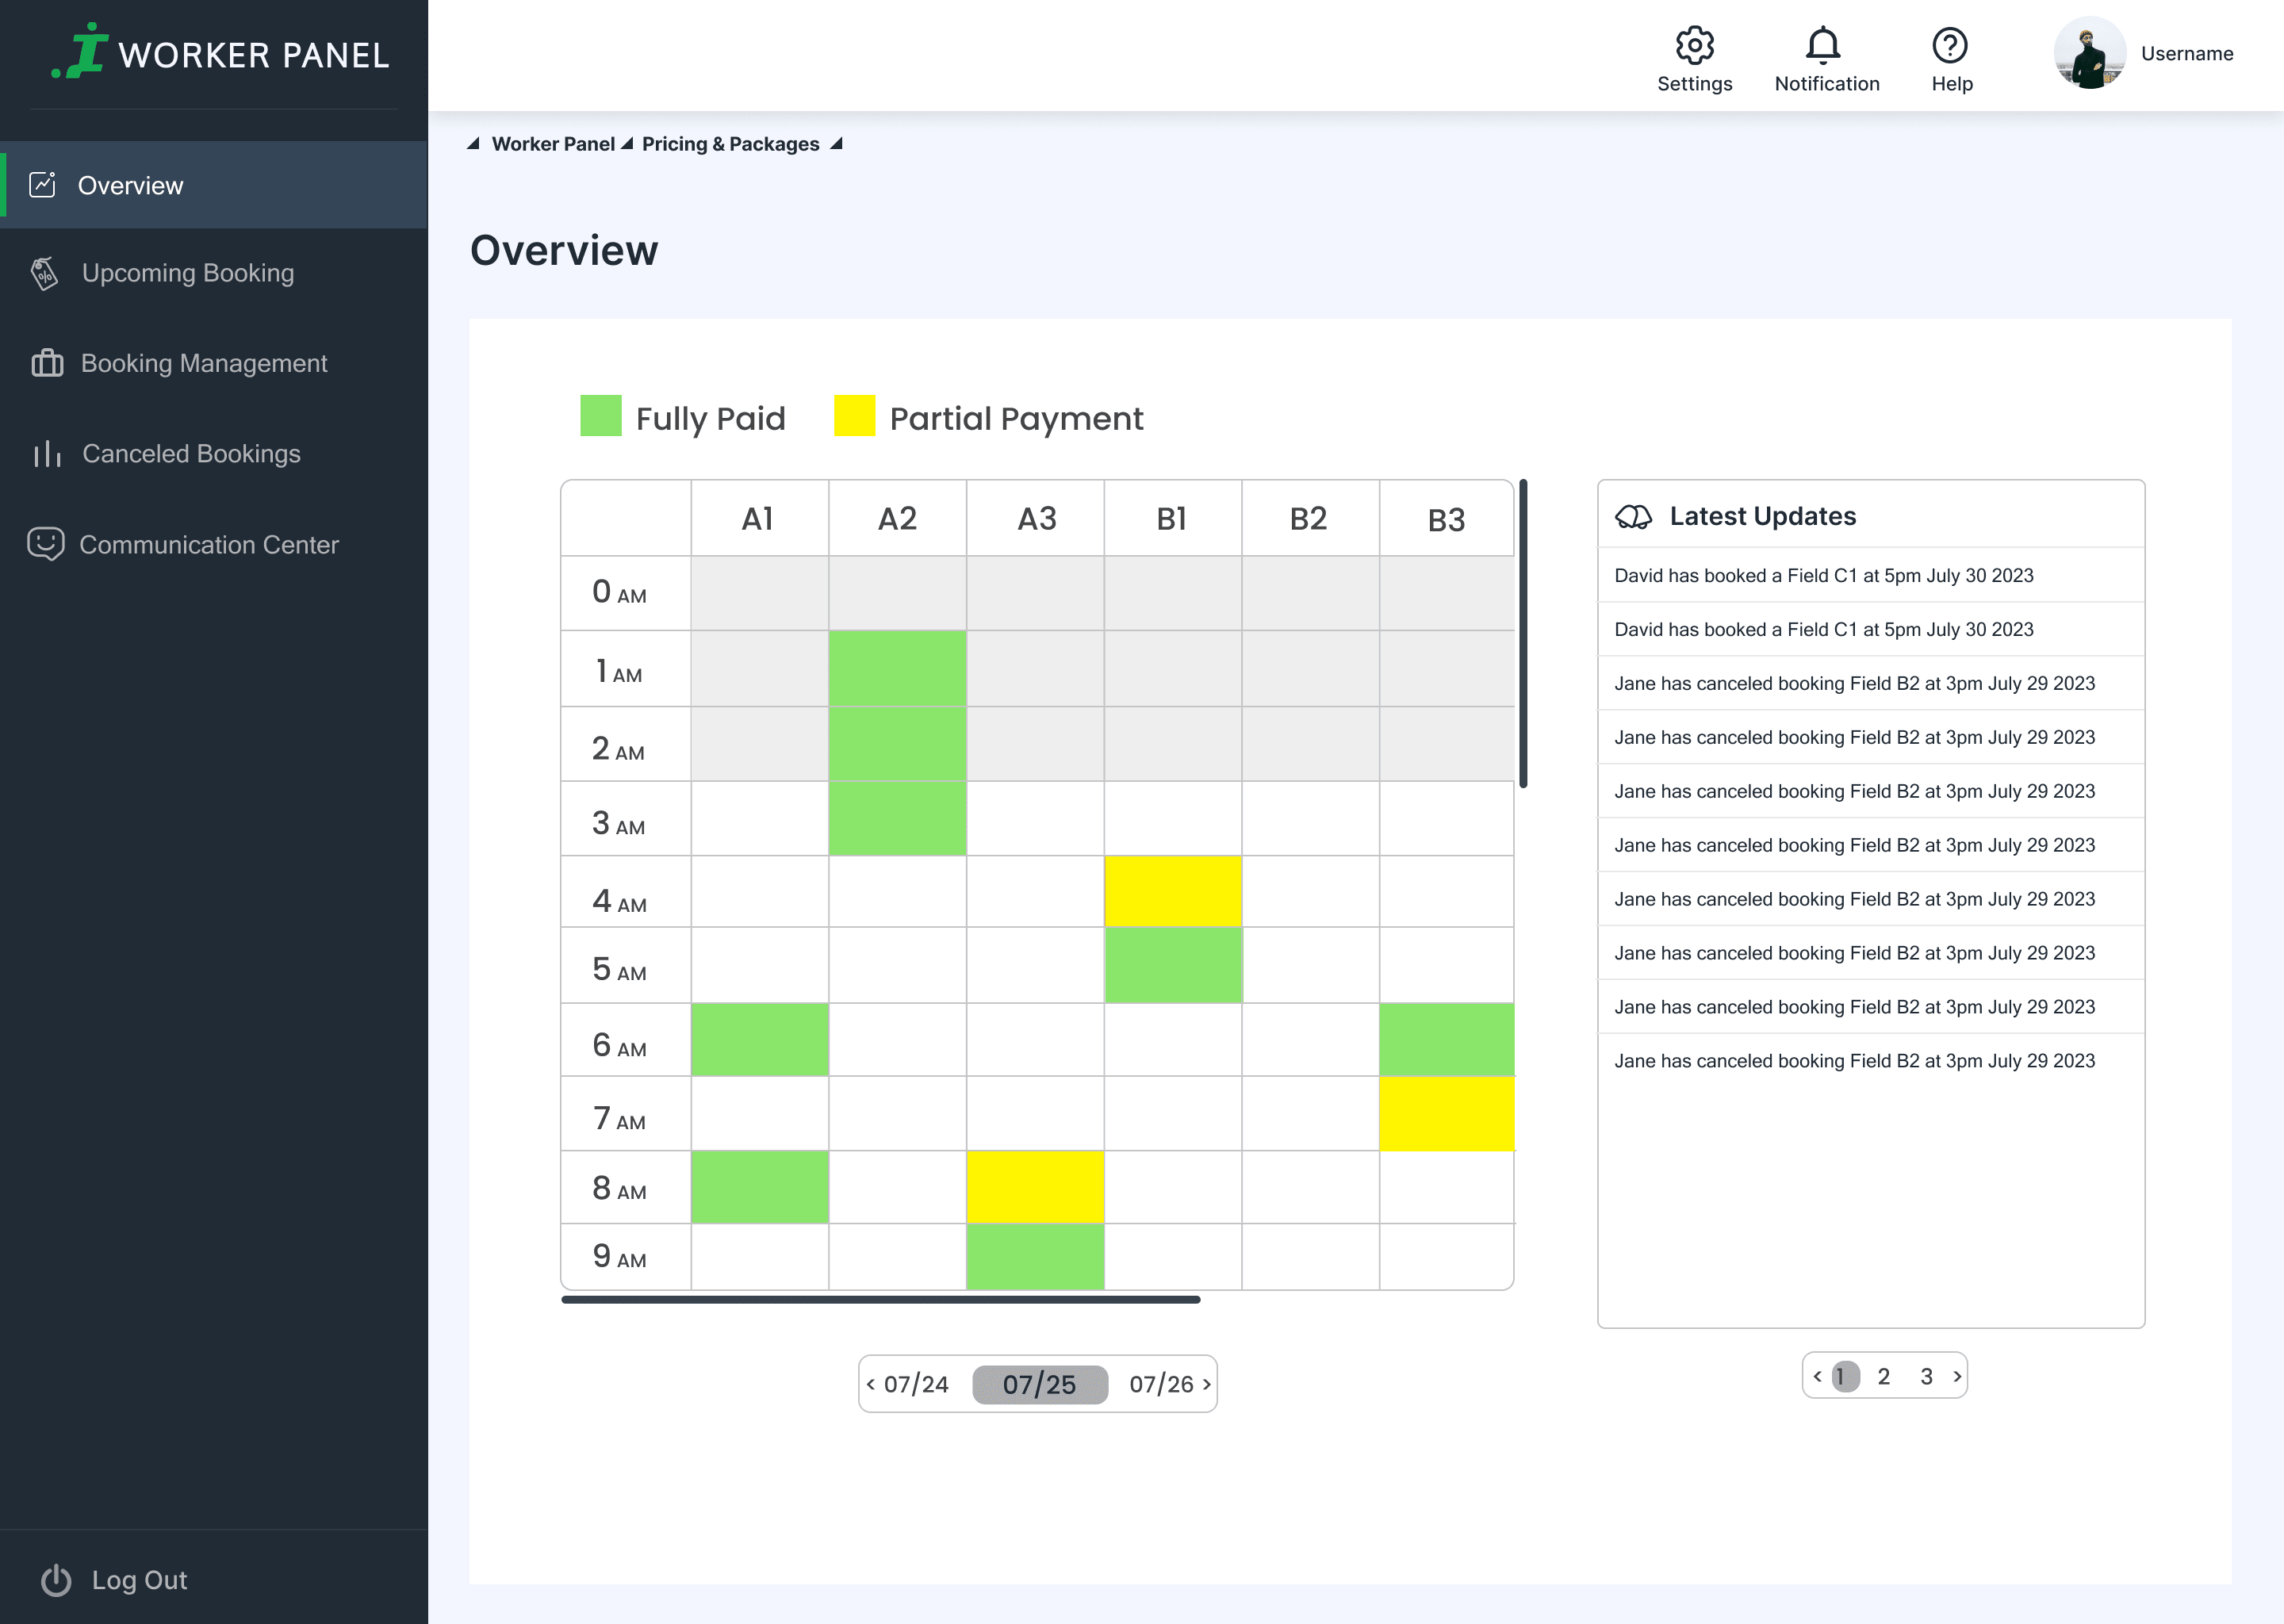 WORKER PANEL
Settings
Notification
Help
Username
Overview
Upcoming Booking
Booking Management
Canceled Bookings
Communication Center
Log Out
Worker Panel Pricing & Packages
Overview
Fully Paid Partial Payment
A1 A2 A3 B1 B2 B3
0 AM
1 AM
2 AM
3 AM
4 AM
5 AM
6 AM
7 AM
8 AM
9 AM
< 07/24 07/25 07/26 >
Latest Updates
David has booked a Field C1 at 5pm July 30 2023
David has booked a Field C1 at 5pm July 30 2023
Jane has canceled booking Field B2 at 3pm July 29 2023
Jane has canceled booking Field B2 at 3pm July 29 2023
Jane has canceled booking Field B2 at 3pm July 29 2023
Jane has canceled booking Field B2 at 3pm July 29 2023
Jane has canceled booking Field B2 at 3pm July 29 2023
Jane has canceled booking Field B2 at 3pm July 29 2023
Jane has canceled booking Field B2 at 3pm July 29 2023
Jane has canceled booking Field B2 at 3pm July 29 2023
< 1 2 3 >